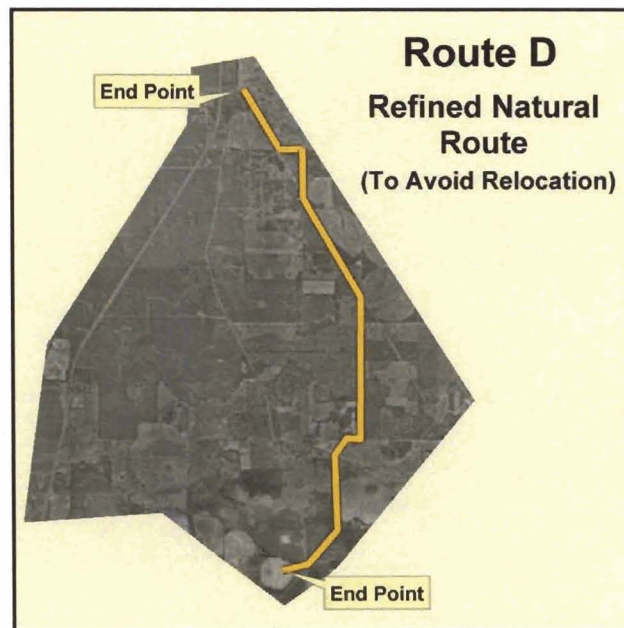 Route D
Refined Natural
Route
(To Avoid Relocation)
End Point
End Point